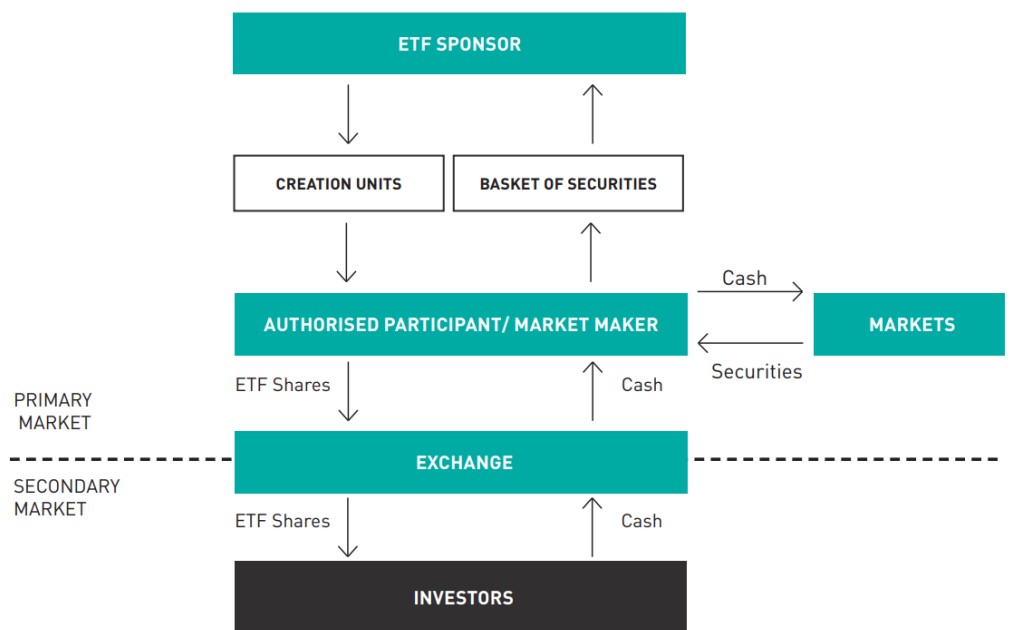 ETF SPONSOR
CREATION UNITS
BASKET OF SECURITIES
Cash
AUTHORISED PARTICIPANT/ MARKET MAKER
MARKETS
Securities
ETF Shares
Cash
PRIMARY
MARKET
EXCHANGE
SECONDARY
MARKET
ETF Shares
Cash
INVESTORS